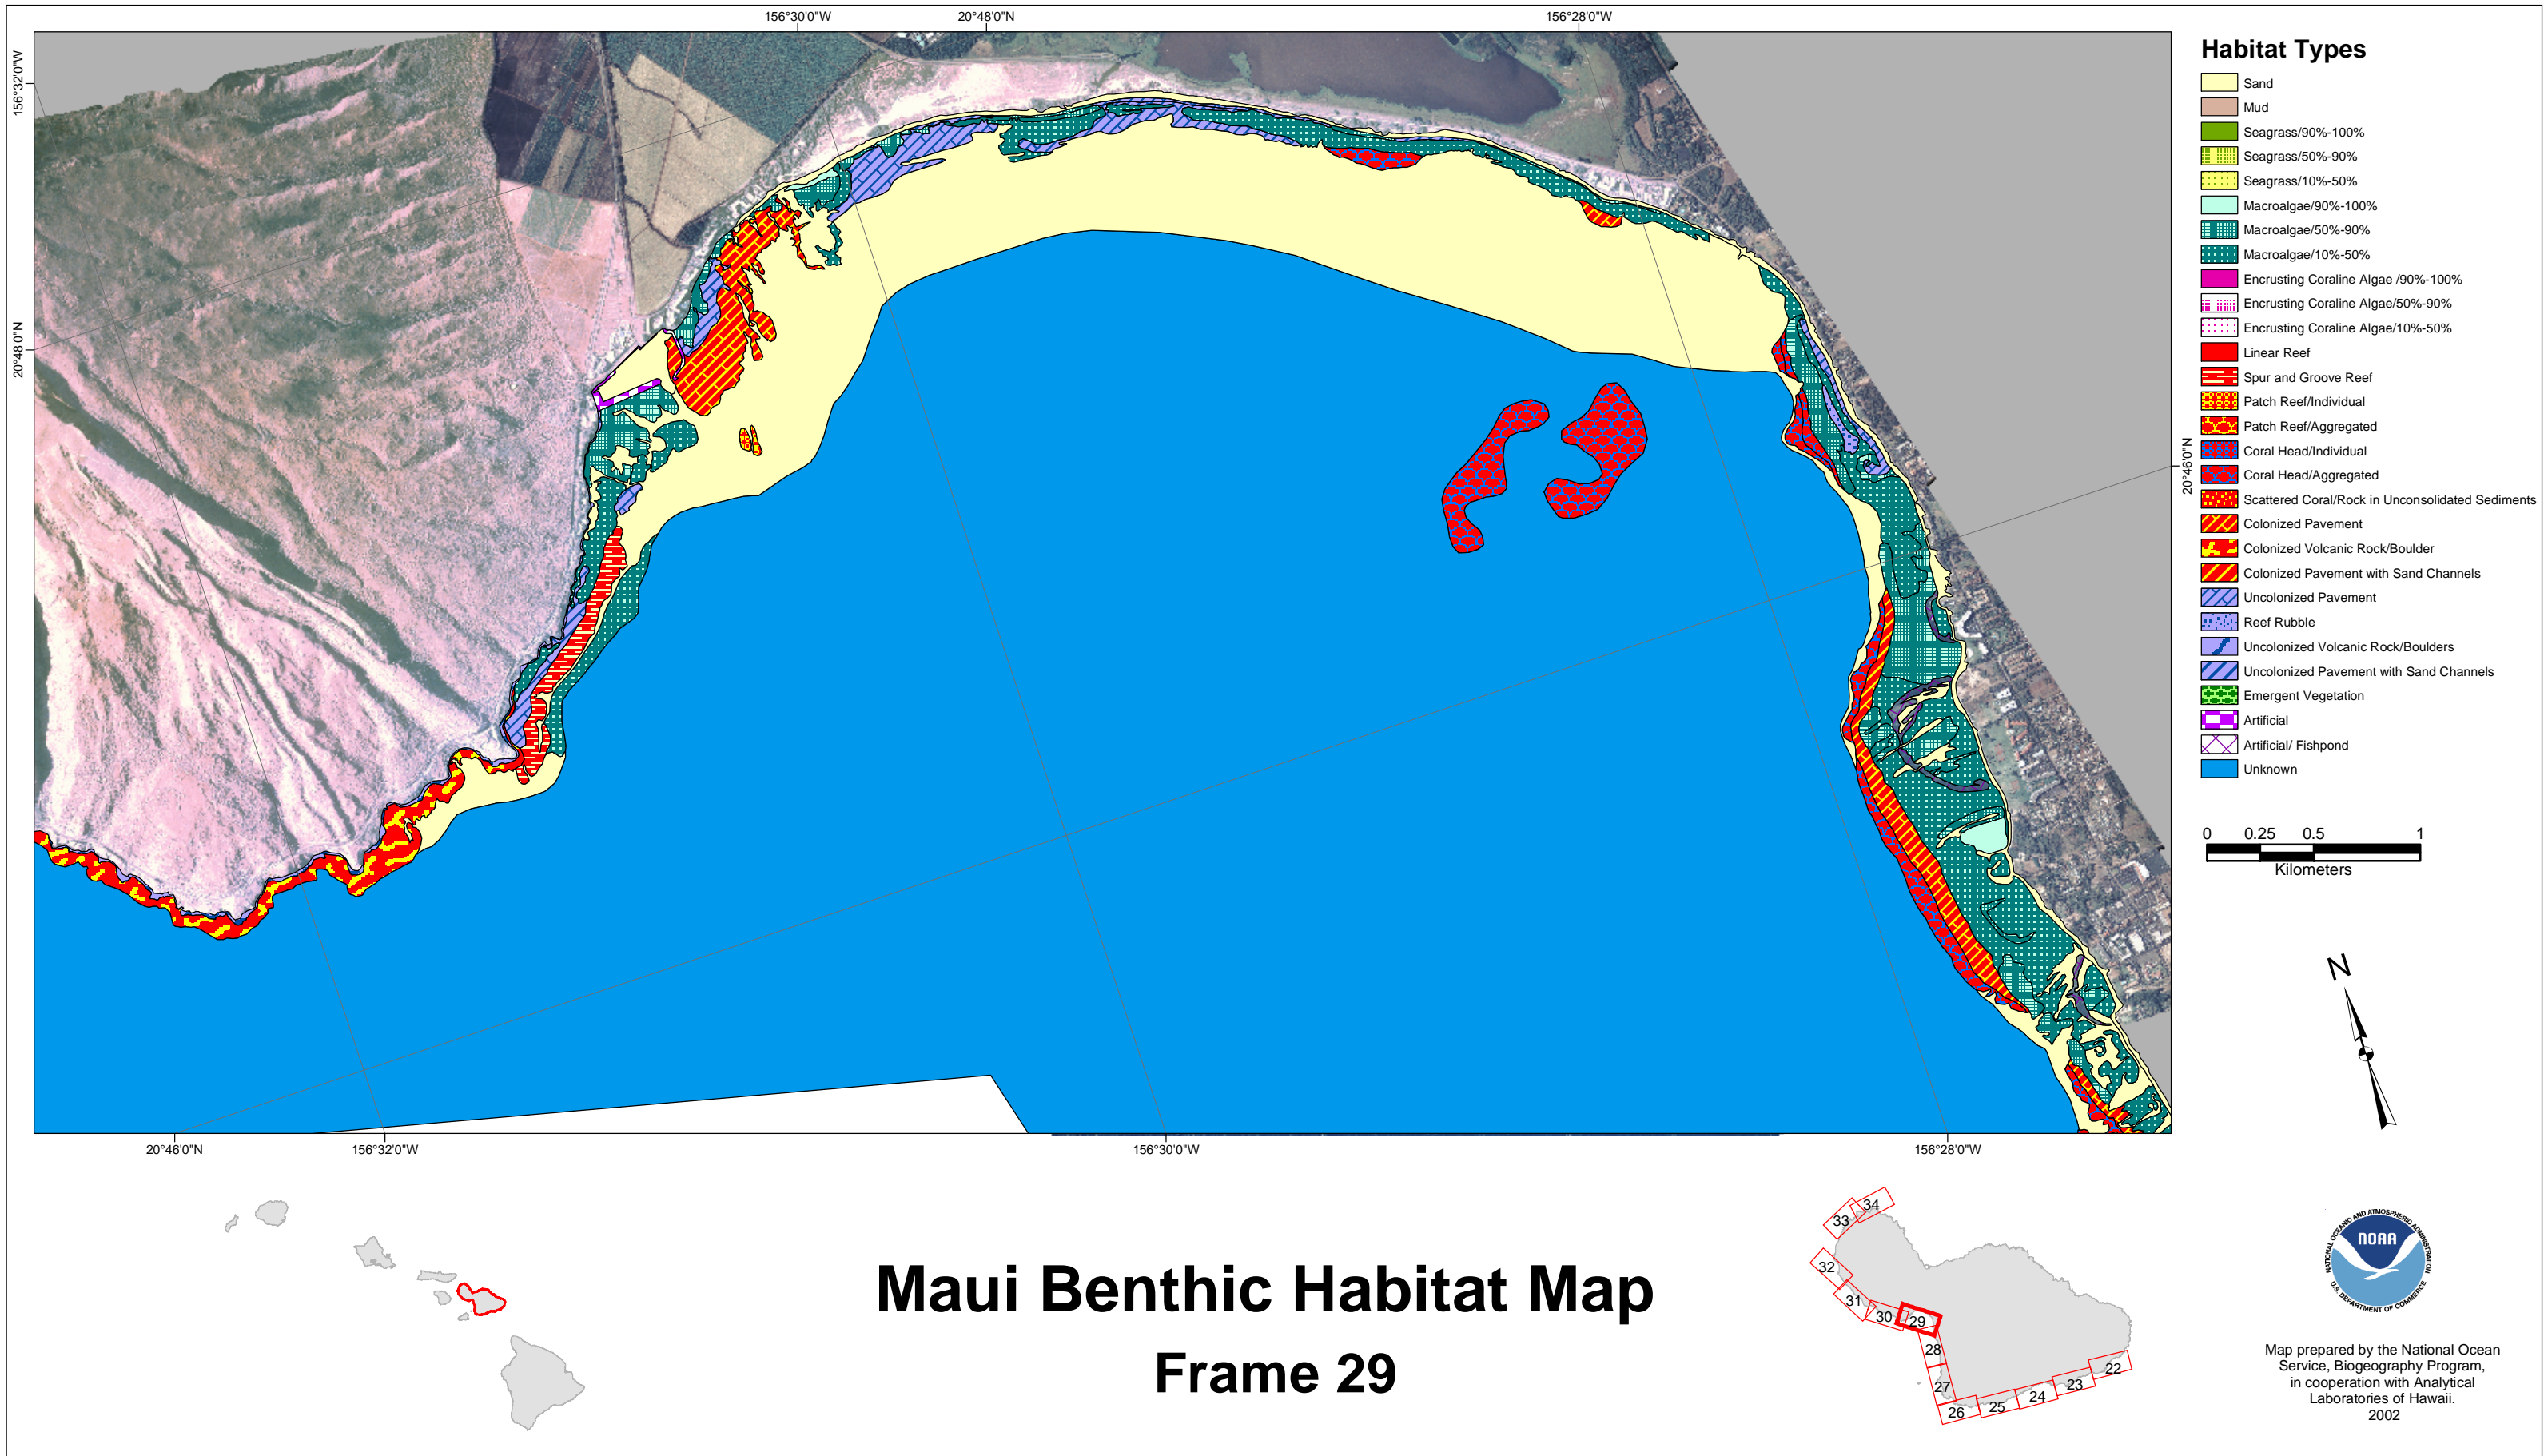 156°30'0"W
20°48'0"N
156°28'0"W
156°32'0"W
20°48'0"N
20°46'0"N
20°46'0"N
156°32'0"W
156°30'0"W
156°28'0"W
Habitat Types
Sand
Mud
Seagrass/90%-100%
Seagrass/50%-90%
Seagrass/10%-50%
Macroalgae/90%-100%
Macroalgae/50%-90%
Macroalgae/10%-50%
Encrusting Coraline Algae /90%-100%
Encrusting Coraline Algae/50%-90%
Encrusting Coraline Algae/10%-50%
Linear Reef
Spur and Groove Reef
Patch Reef/Individual
Patch Reef/Aggregated
Coral Head/Individual
Coral Head/Aggregated
Scattered Coral/Rock in Unconsolidated Sediments
Colonized Pavement
Colonized Volcanic Rock/Boulder
Colonized Pavement with Sand Channels
Uncolonized Pavement
Reef Rubble
Uncolonized Volcanic Rock/Boulders
Uncolonized Pavement with Sand Channels
Emergent Vegetation
Artificial
Artificial/ Fishpond
Unknown
0 0.25 0.5 1
Kilometers
N
Maui Benthic Habitat Map
Frame 29
34
33
32
31
30
29
28
27
26
25
24
23
22
NATIONAL OCEANIC AND ATMOSPHERIC ADMINISTRATION
NOAA
U.S. DEPARTMENT OF COMMERCE
Map prepared by the National Ocean
Service, Biogeography Program,
in cooperation with Analytical
Laboratories of Hawaii.
2002